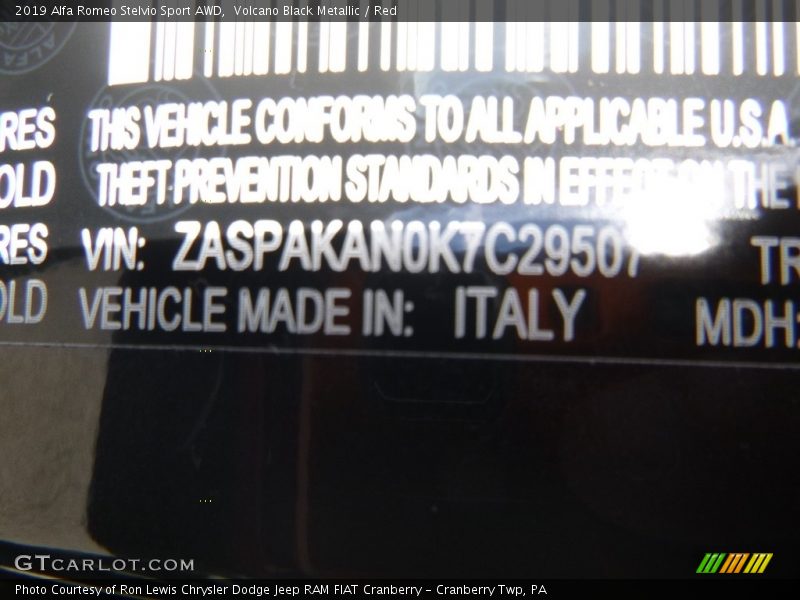 2019 Alfa Romeo Stelvio Sport AWD, Volcano Black Metallic / Red
RES THIS VEHICLE CONFORMS TO ALL APPLICABLE U.S.A.
OLD THEFT PREVENTION STANDARDS IN EFFECT ON THE
RES VIN: ZASPAKAN0K7C29507 TR
OLD VEHICLE MADE IN: ITALY MDH:
GTCARLOT.COM
Photo Courtesy of Ron Lewis Chrysler Dodge Jeep RAM FIAT Cranberry – Cranberry Twp, PA